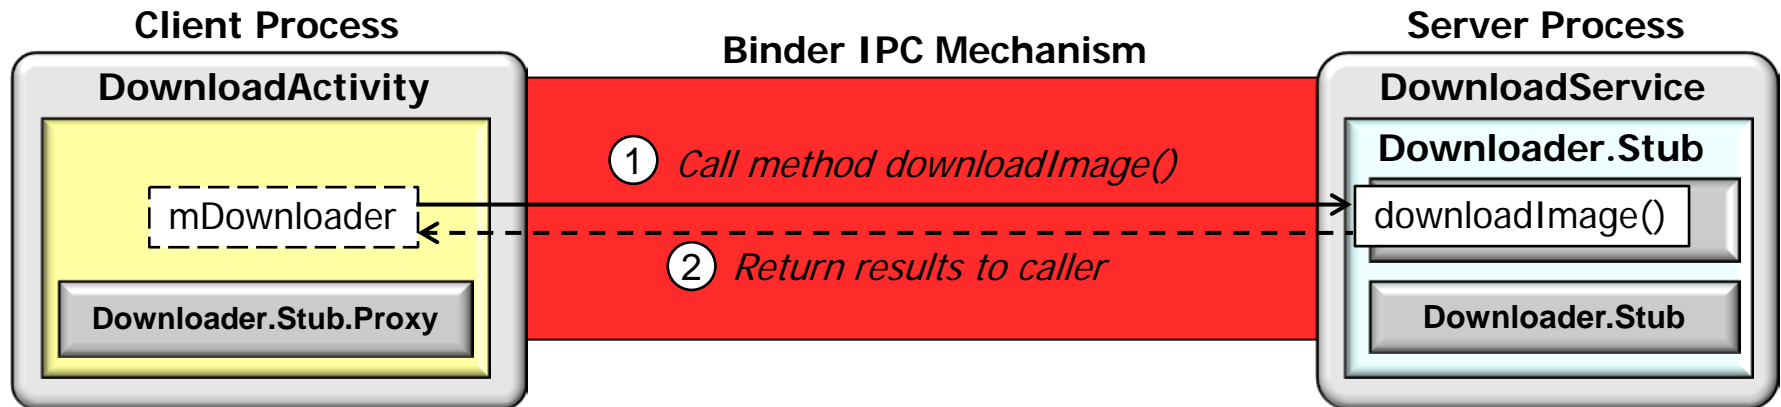 Client Process
Binder IPC Mechanism
Server Process
DownloadActivity
mDownloader
Downloader.Stub.Proxy
1 Call method downloadImage()
2 Return results to caller
DownloadService
Downloader.Stub
downloadImage()
Downloader.Stub